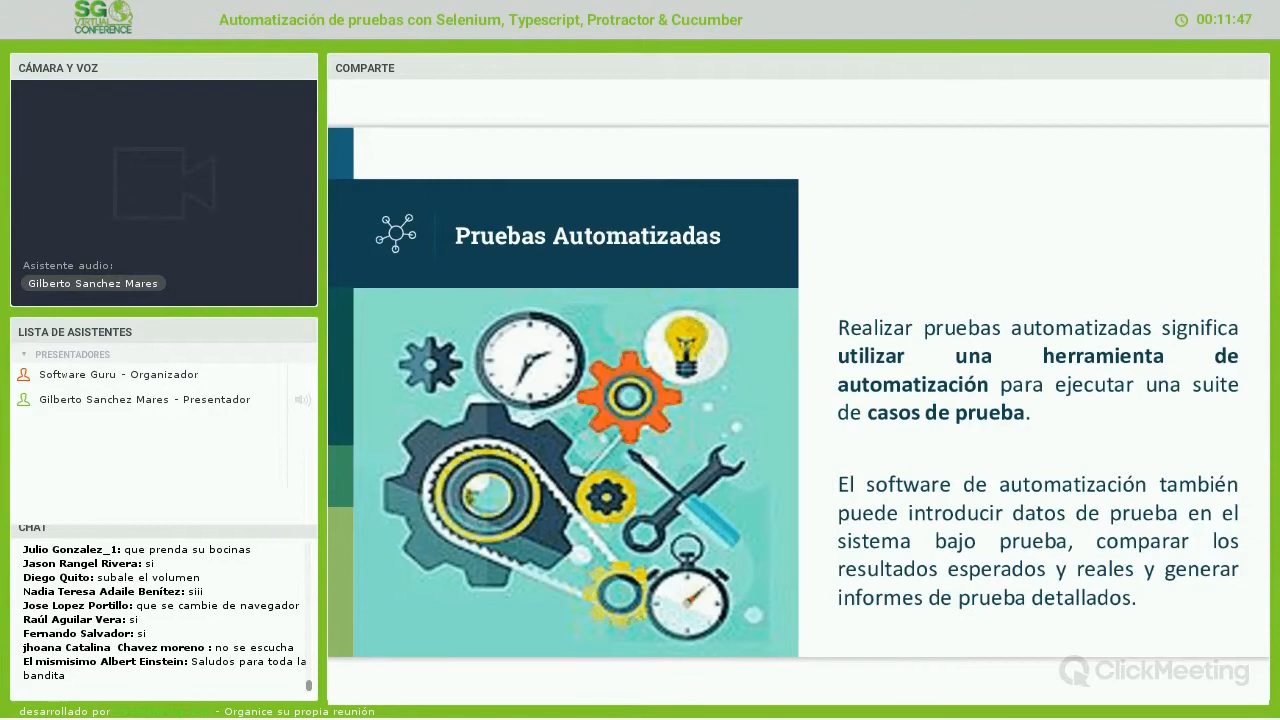 SG
VIRTUAL
CONFERENCE
Automatización de pruebas con Selenium, Typescript, Protractor & Cucumber
00:11:47
CÁMARA Y VOZ
Asistente audio:
Gilberto Sanchez Mares
LISTA DE ASISTENTES
PRESENTADORES
Software Guru - Organizador
Gilberto Sanchez Mares - Presentador
CHAT
Julio Gonzalez_1: que prenda su bocinas
Jason Rangel Rivera: si
Diego Quito: subale el volumen
Nadia Teresa Adaile Benítez: siii
Jose Lopez Portillo: que se cambie de navegador
Raúl Aguilar Vera: si
Fernando Salvador: si
jhoana Catalina Chavez moreno : no se escucha
El mismisimo Albert Einstein: Saludos para toda la
bandita
COMPARTE
Pruebas Automatizadas
Realizar pruebas automatizadas significa
utilizar una herramienta de
automatización para ejecutar una suite
de casos de prueba.
El software de automatización también
puede introducir datos de prueba en el
sistema bajo prueba, comparar los
resultados esperados y reales y generar
informes de prueba detallados.
ClickMeeting
desarrollado por - Organice su propia reunión